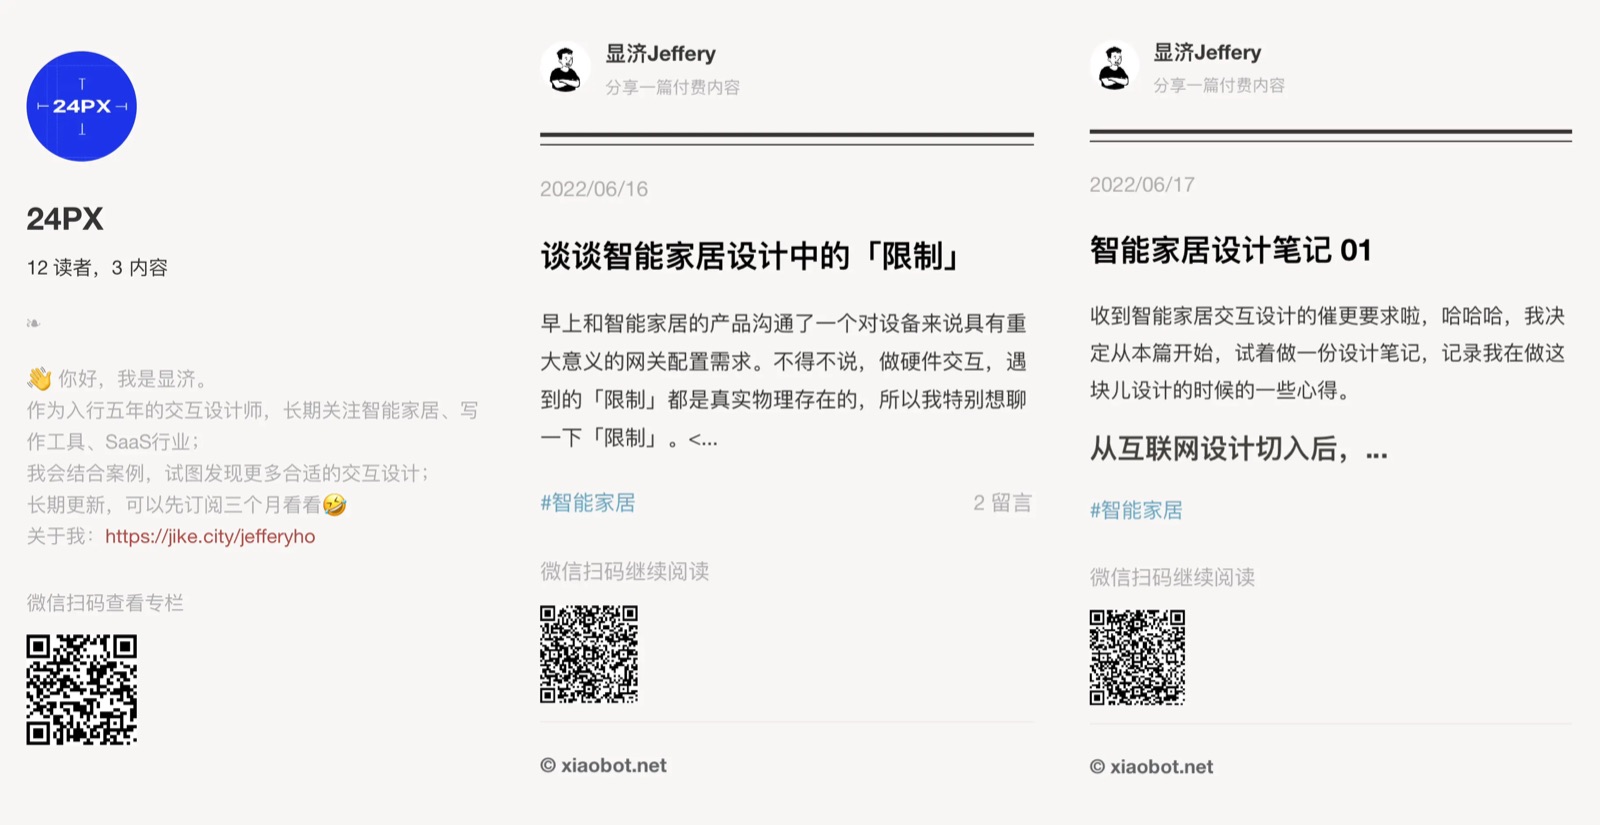 24PX
24PX
12 读者，3 内容
❧
👋 你好，我是显济。
作为入行五年的交互设计师，长期关注智能家居、写
作工具、SaaS行业；
我会结合案例，试图发现更多合适的交互设计；
长期更新，可以先订阅三个月看看🤣
关于我：https://jike.city/jefferyho
微信扫码查看专栏
显济Jeffery
分享一篇付费内容
2022/06/16
谈谈智能家居设计中的「限制」
早上和智能家居的产品沟通了一个对设备来说具有重
大意义的网关配置需求。不得不说，做硬件交互，遇
到的「限制」都是真实物理存在的，所以我特别想聊
一下「限制」。<...
#智能家居
2 留言
微信扫码继续阅读
© xiaobot.net
显济Jeffery
分享一篇付费内容
2022/06/17
智能家居设计笔记 01
收到智能家居交互设计的催更要求啦，哈哈哈，我决
定从本篇开始，试着做一份设计笔记，记录我在做这
块儿设计的时候的一些心得。
从互联网设计切入后，...
#智能家居
微信扫码继续阅读
© xiaobot.net